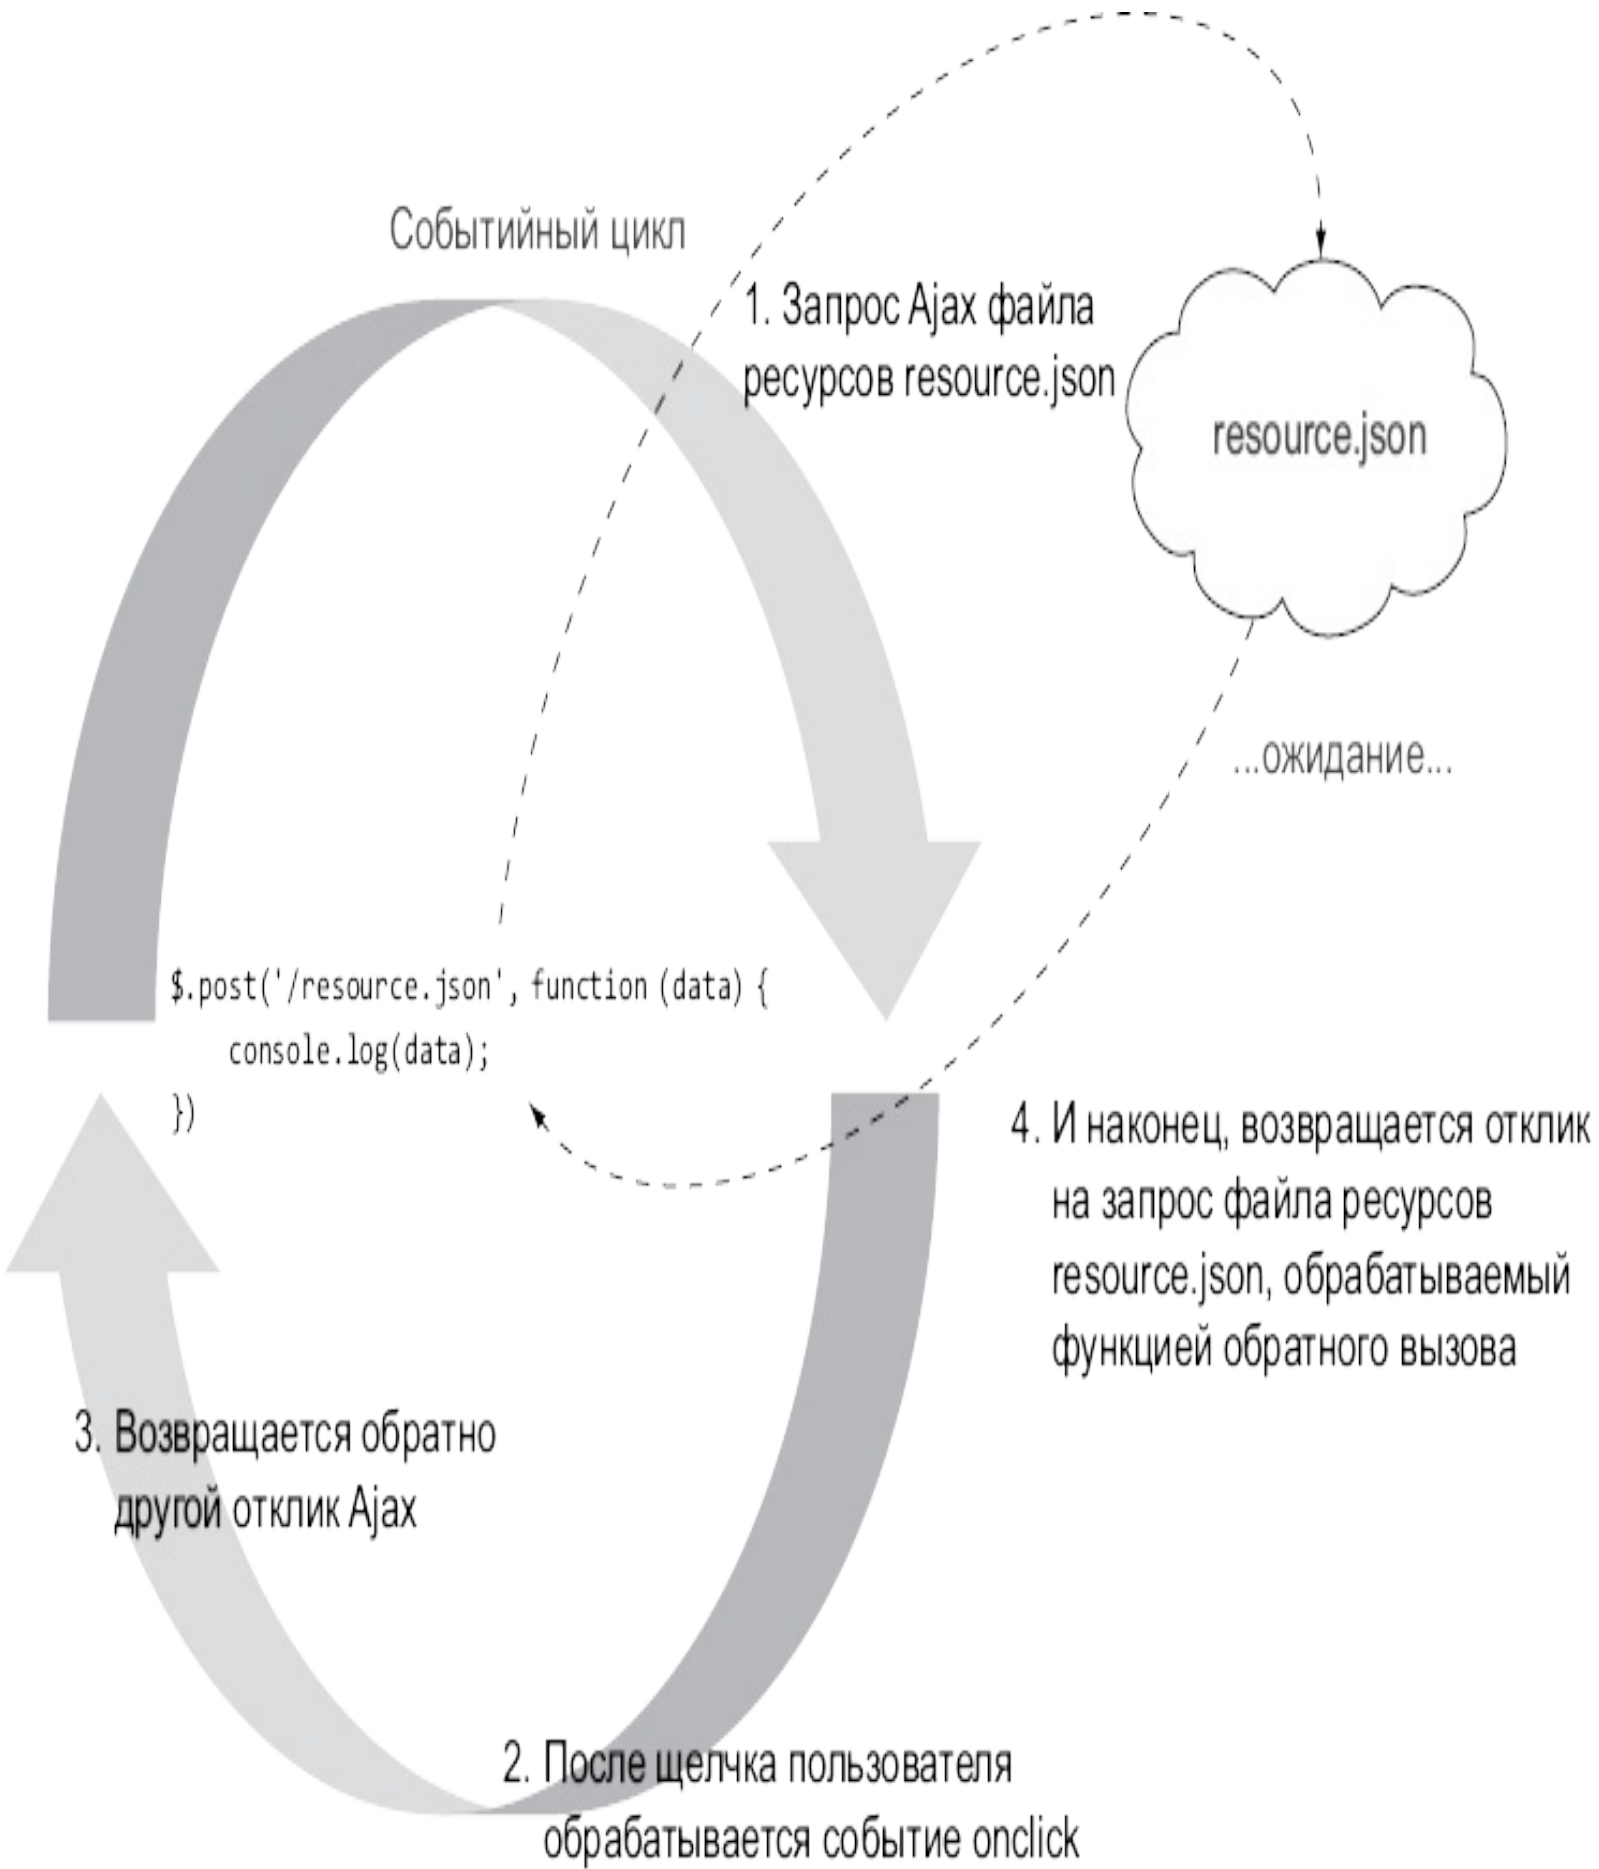 Событийный цикл
1. Запрос Ajax файла
ресурсов resource.json
resource.json
...ожидание...
$.post('/resource.json', function (data) {
console.log(data);
})
4. И наконец, возвращается отклик
на запрос файла ресурсов
resource.json, обрабатываемый
функцией обратного вызова
3. Возвращается обратно
другой отклик Ajax
2. После щелчка пользователя
обрабатывается событие onclick